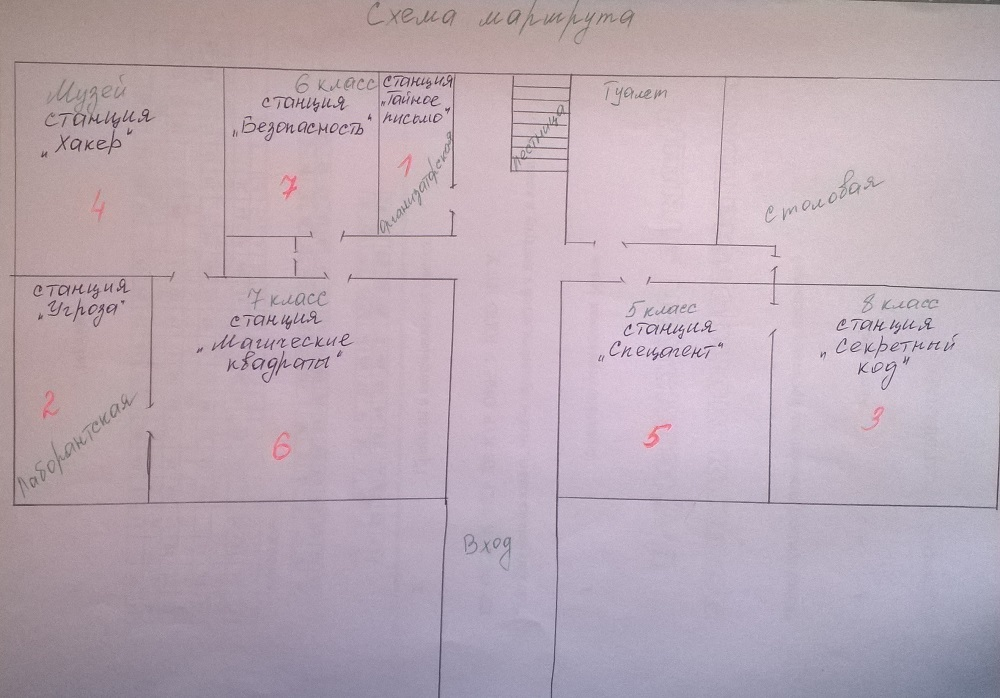 Схема маршрута
Музей
станция
„Хакер"
4
6 класс
станция
„Безопасность"
7
станция
„Тайное
письмо"
1
Организаторская
Лестница
Туалет
Столовая
станция
„Угроза"
2
Лаборантская
7 класс
станция
„Магические
квадраты"
6
5 класс
станция
„Спецагент"
5
8 класс
станция
„Секретный
код"
3
Вход